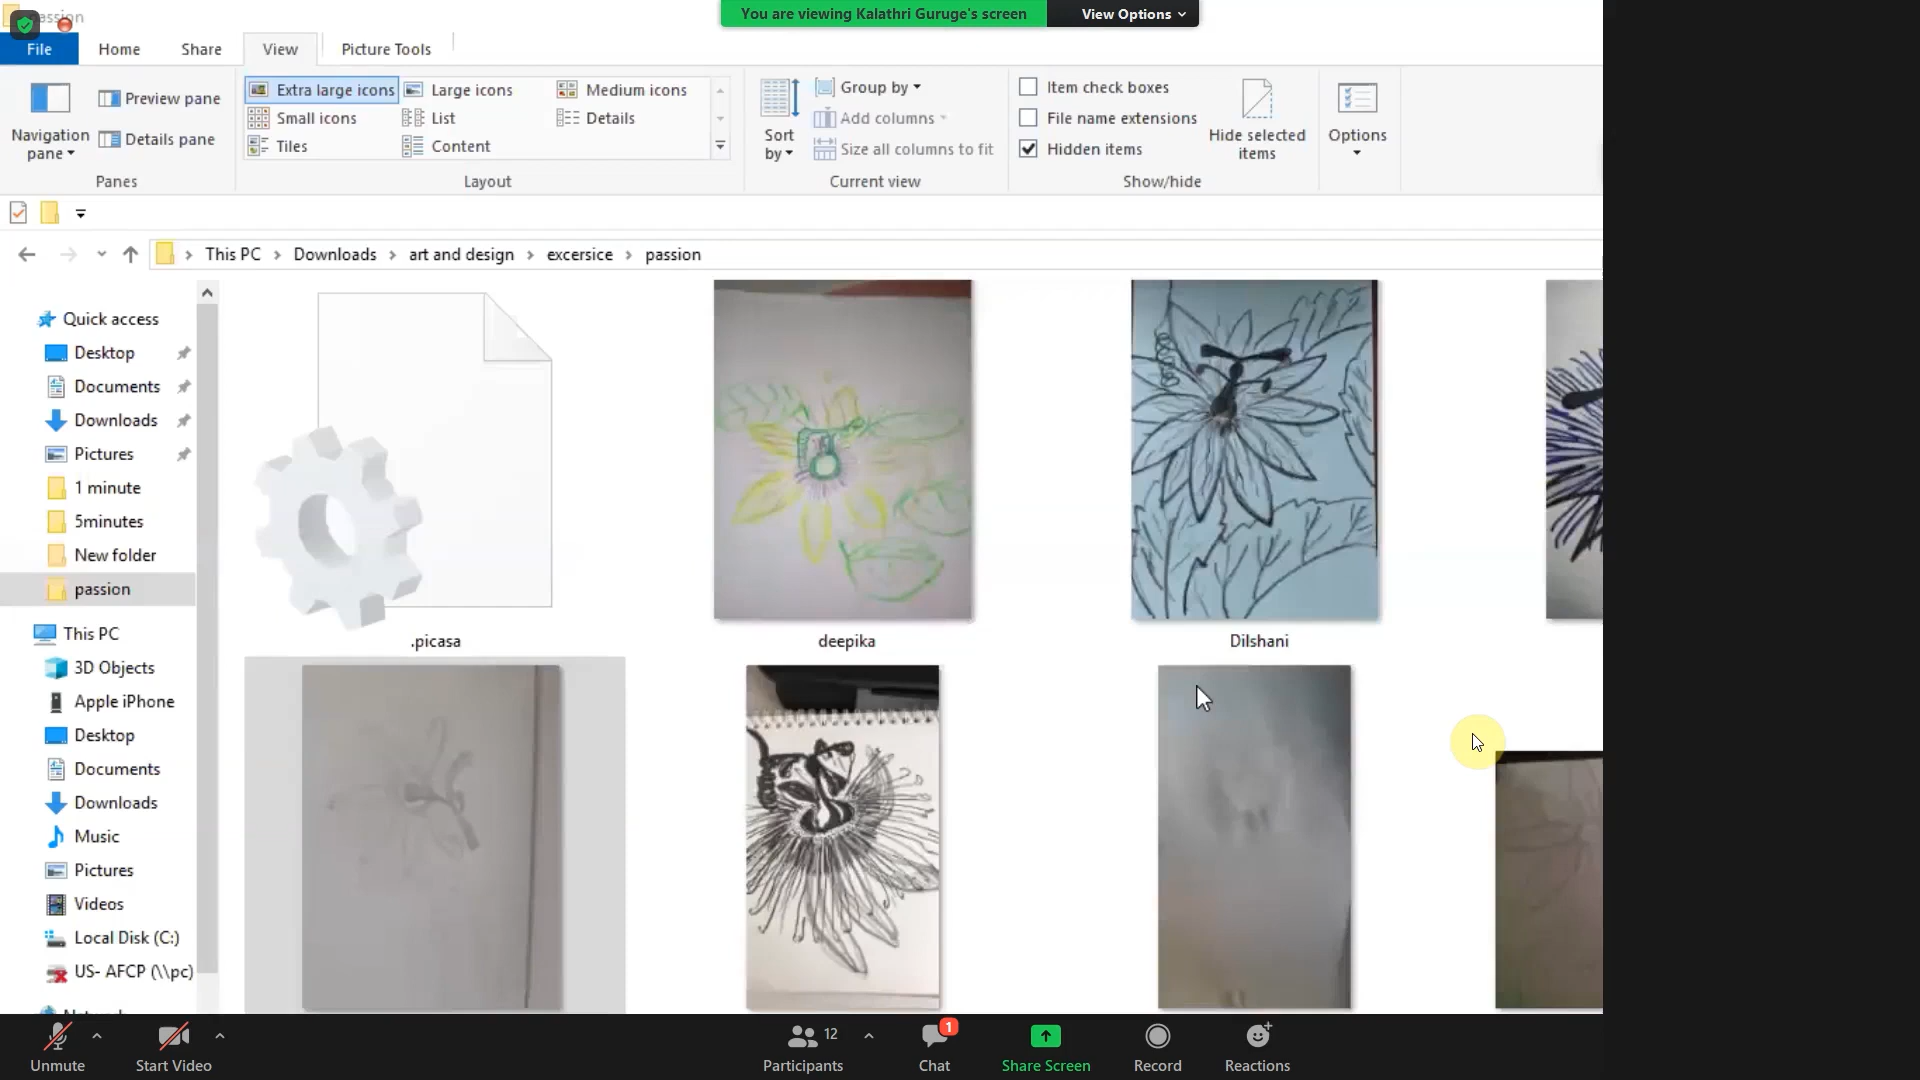 passion
You are viewing Kalathri Guruge's screen
View Options
File
Home
Share
View
Picture Tools
Navigation pane
Preview pane
Details pane
Panes
Extra large icons
Large icons
Medium icons
Small icons
List
Details
Tiles
Content
Layout
Sort by
Group by
Add columns
Size all columns to fit
Current view
Item check boxes
File name extensions
Hidden items
Hide selected items
Show/hide
Options
This PC > Downloads > art and design > excersice > passion
Quick access
Desktop
Documents
Downloads
Pictures
1 minute
5minutes
New folder
passion
This PC
3D Objects
Apple iPhone
Desktop
Documents
Downloads
Music
Pictures
Videos
Local Disk (C:)
US- AFCP (\\pc)
.picasa
deepika
Dilshani
Unmute
Start Video
12
Participants
1
Chat
Share Screen
Record
Reactions